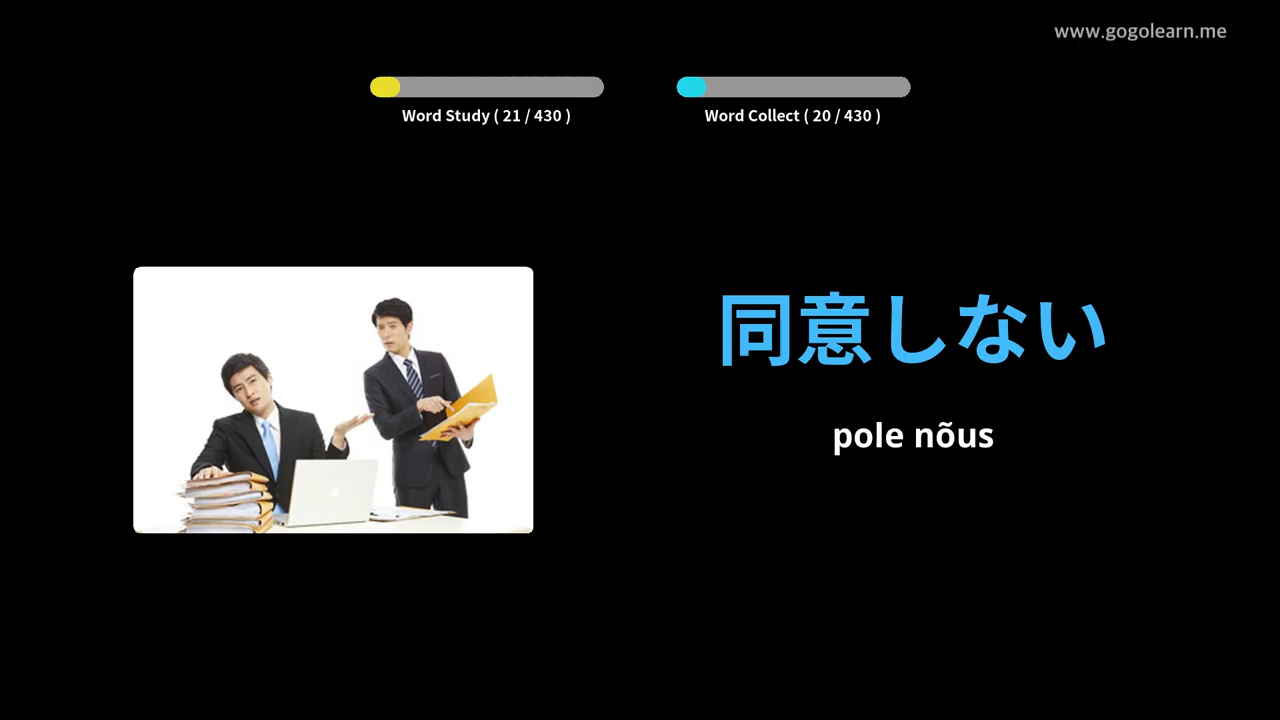 www.gogolearn.me
Word Study ( 21 / 430 )
Word Collect ( 20 / 430 )
同意しない
pole nõus